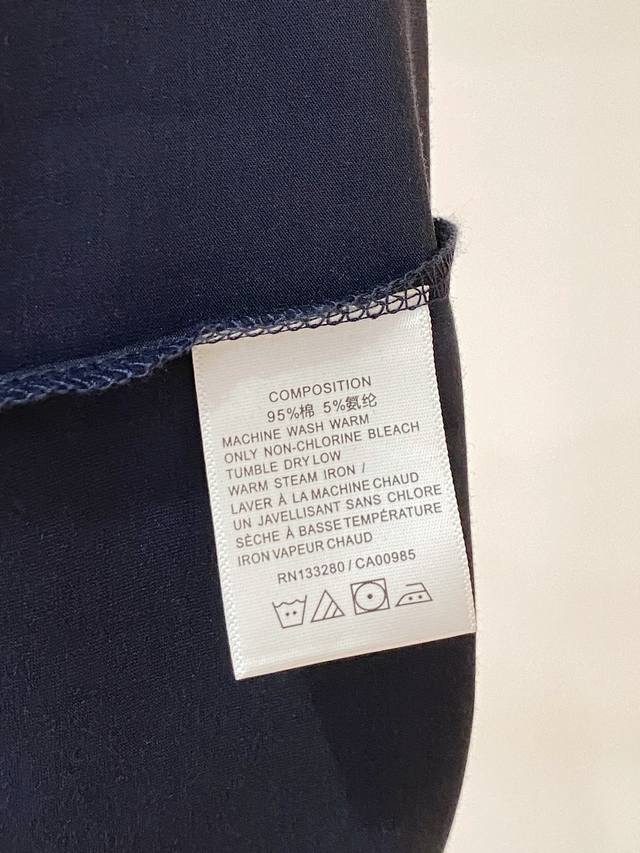 COMPOSITION
95%棉 5%氨纶
MACHINE WASH WARM
ONLY NON-CHLORINE BLEACH
TUMBLE DRY LOW
WARM STEAM IRON /
LAVER À LA MACHINE CHAUD
UN JAVELLISANT SANS CHLORE
SÈCHE À BASSE TEMPÉRATURE
IRON VAPEUR CHAUD
RN133280 / CA00985